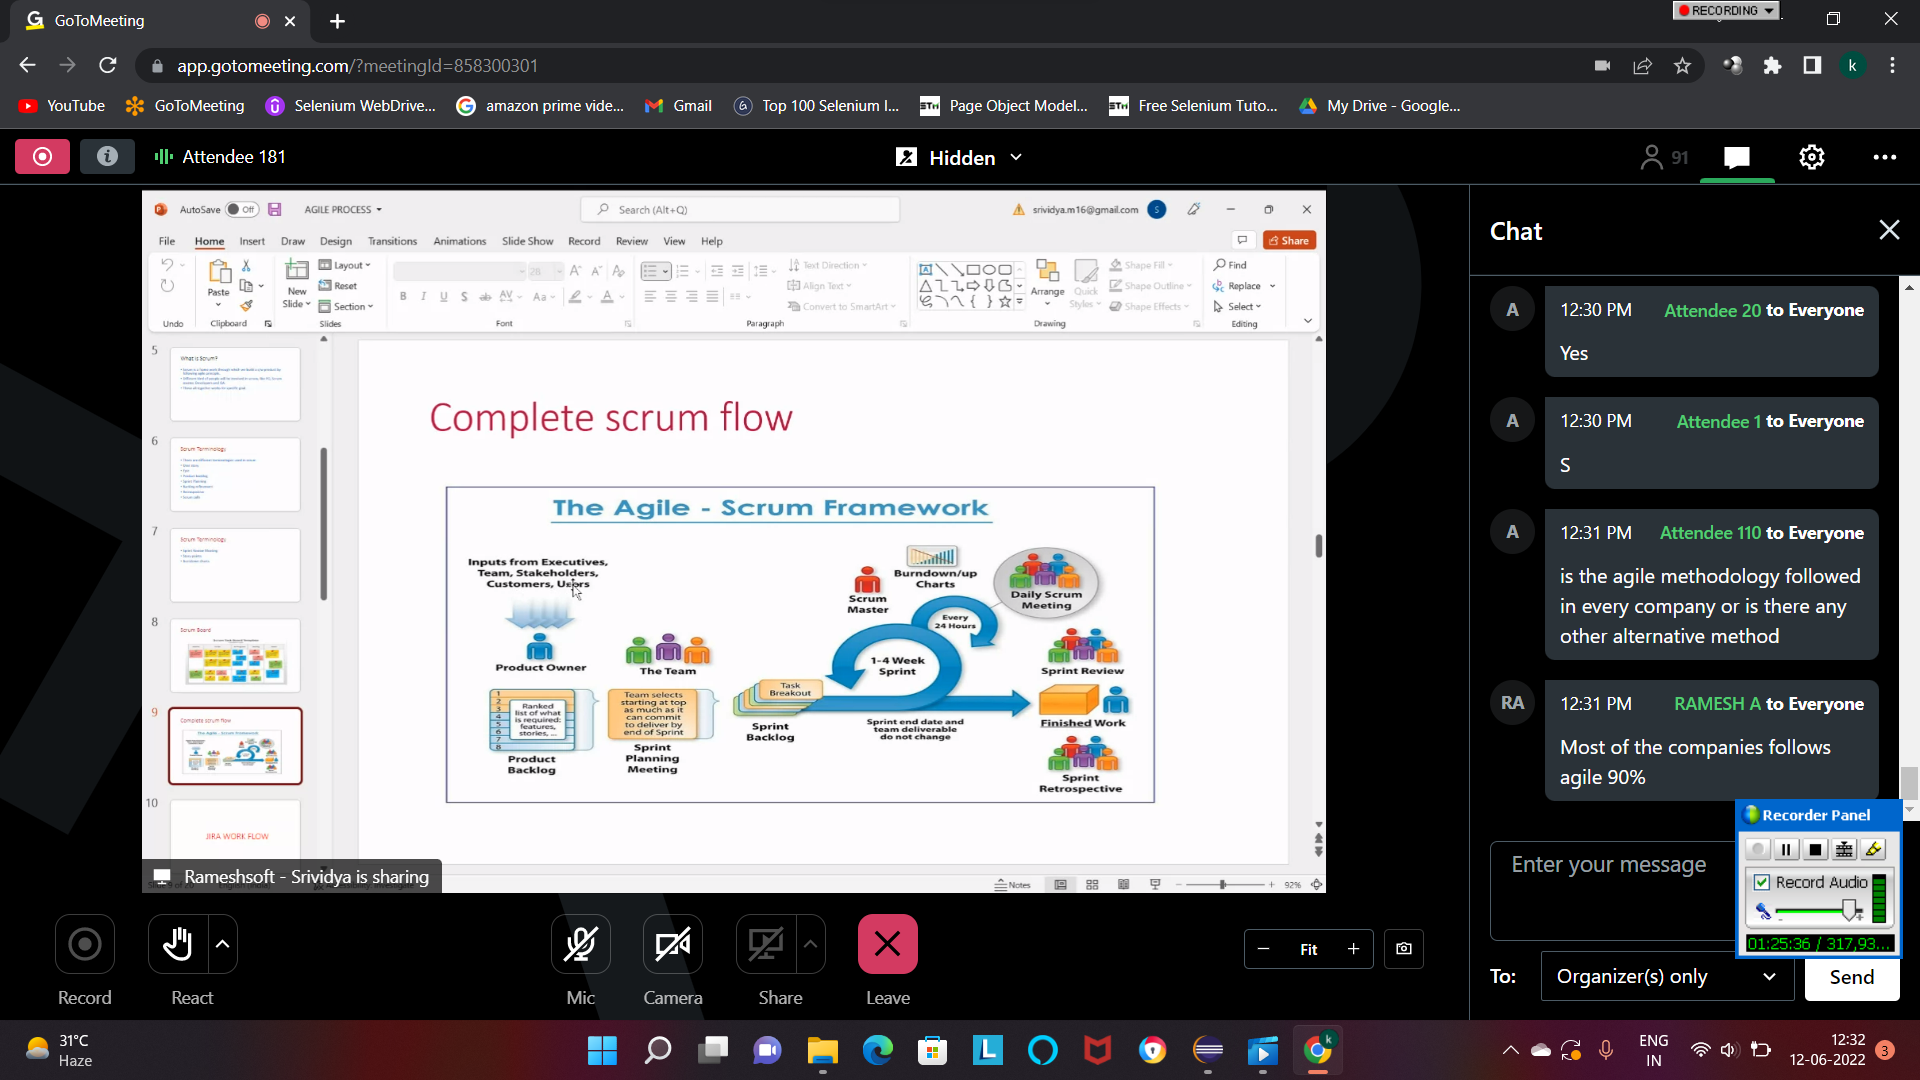 GoToMeeting
RECORDING
app.gotomeeting.com/?meetingId=858300301
k
YouTube
GoToMeeting
Selenium WebDrive...
amazon prime vide...
Gmail
Top 100 Selenium I...
Page Object Model...
Free Selenium Tuto...
My Drive - Google...
Attendee 181
Hidden
91
AutoSave Off
AGILE PROCESS
Search (Alt+Q)
srividya.m16@gmail.com
S
File Home Insert Draw Design Transitions Animations Slide Show Record Review View Help
Share
Paste
New
Slide
Layout
Reset
Section
28
Text Direction
Align Text
Convert to SmartArt
Arrange
Quick
Styles
Shape Fill
Shape Outline
Shape Effects
Find
Replace
Select
Undo
Clipboard
Slides
Font
Paragraph
Drawing
Editing
5
What is Scrum?
6
Scrum Terminology
7
Scrum Terminology
8
Scrum Board
9
Complete scrum flow
10
JIRA WORK FLOW
Complete scrum flow
The Agile - Scrum Framework
Inputs from Executives,
Team, Stakeholders,
Customers, Users
Product Owner
The Team
1
2
3
4
5
6
7
8
Ranked
list of what
is required:
features,
stories, ...
Product
Backlog
Team selects
starting at top
as much as it
can commit
to deliver by
end of Sprint
Sprint
Planning
Meeting
Task
Breakout
Sprint
Backlog
Scrum
Master
Burndown/up
Charts
Daily Scrum
Meeting
Every
24 Hours
1-4 Week
Sprint
Sprint end date and
team deliverable
do not change
Sprint Review
Finished Work
Sprint
Retrospective
Rameshsoft - Srividya is sharing
Notes
92%
Chat
A
12:30 PM Attendee 20 to Everyone
Yes
A
12:30 PM Attendee 1 to Everyone
S
A
12:31 PM Attendee 110 to Everyone
is the agile methodology followed
in every company or is there any
other alternative method
RA
12:31 PM RAMESH A to Everyone
Most of the companies follows
agile 90%
Recorder Panel
Record Audio
01:25:36 / 317,93...
Enter your message
To:
Organizer(s) only
Send
Record
React
Mic
Camera
Share
Leave
Fit
31°C
Haze
ENG
IN
12:32
12-06-2022
3